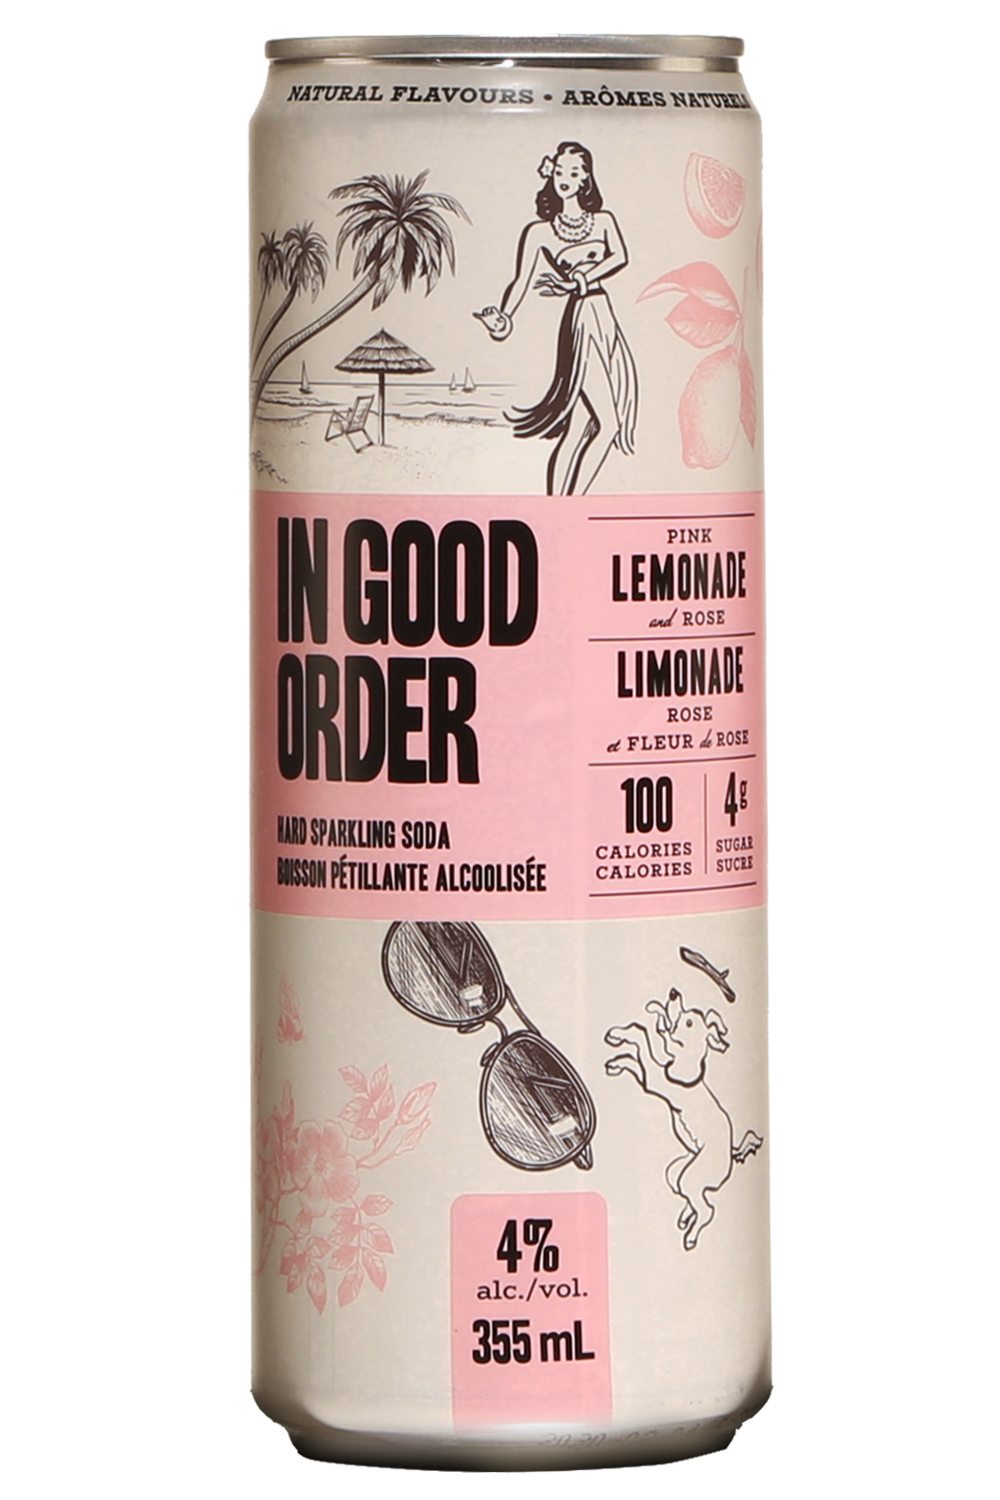 NATURAL FLAVOURS • ARÔMES NATURELS
IN GOOD
ORDER
HARD SPARKLING SODA
BOISSON PÉTILLANTE ALCOOLISÉE
PINK
LEMONADE
and ROSE
LIMONADE
ROSE
et FLEUR de ROSE
100
CALORIES
CALORIES
4g
SUGAR
SUCRE
4%
alc./vol.
355 mL